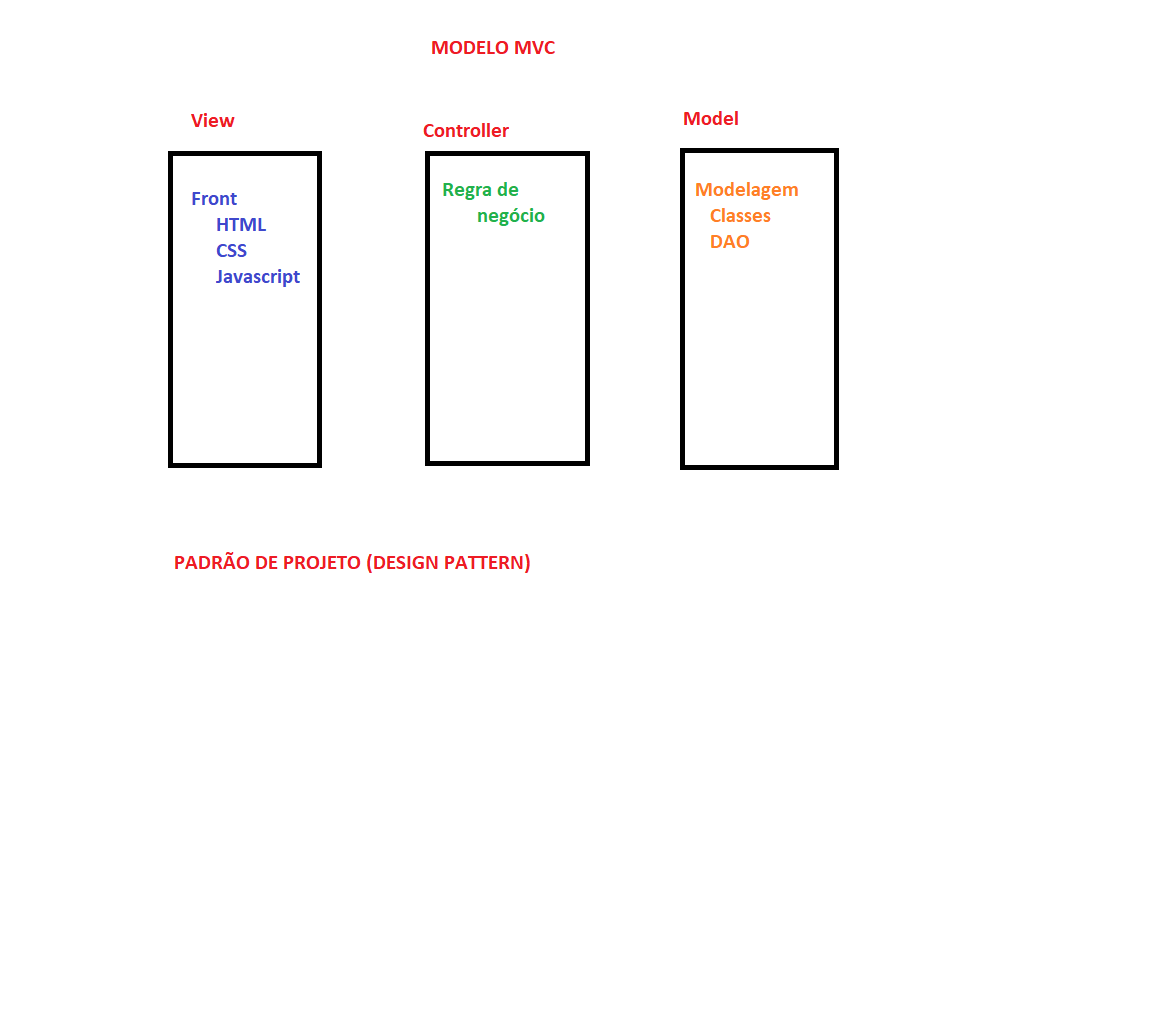 MODELO MVC
View
Front
HTML
CSS
Javascript
Controller
Regra de
negócio
Model
Modelagem
Classes
DAO
PADRÃO DE PROJETO (DESIGN PATTERN)